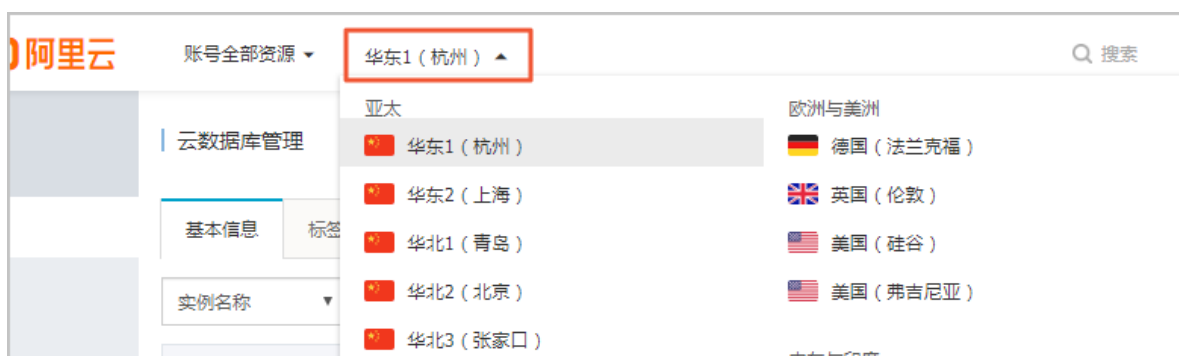 阿里云
账号全部资源
华东1（杭州）
搜索
云数据库管理
基本信息
标签
实例名称
亚太
华东1（杭州）
华东2（上海）
华北1（青岛）
华北2（北京）
华北3（张家口）
欧洲与美洲
德国（法兰克福）
英国（伦敦）
美国（硅谷）
美国（弗吉尼亚）